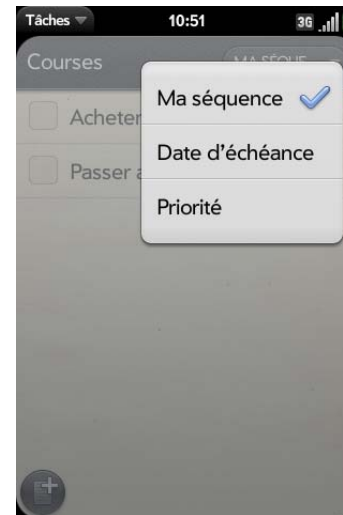 Tâches 10:51 3G
Courses
Ma séquence
Acheter
Date d'échéance
Passer
Priorité